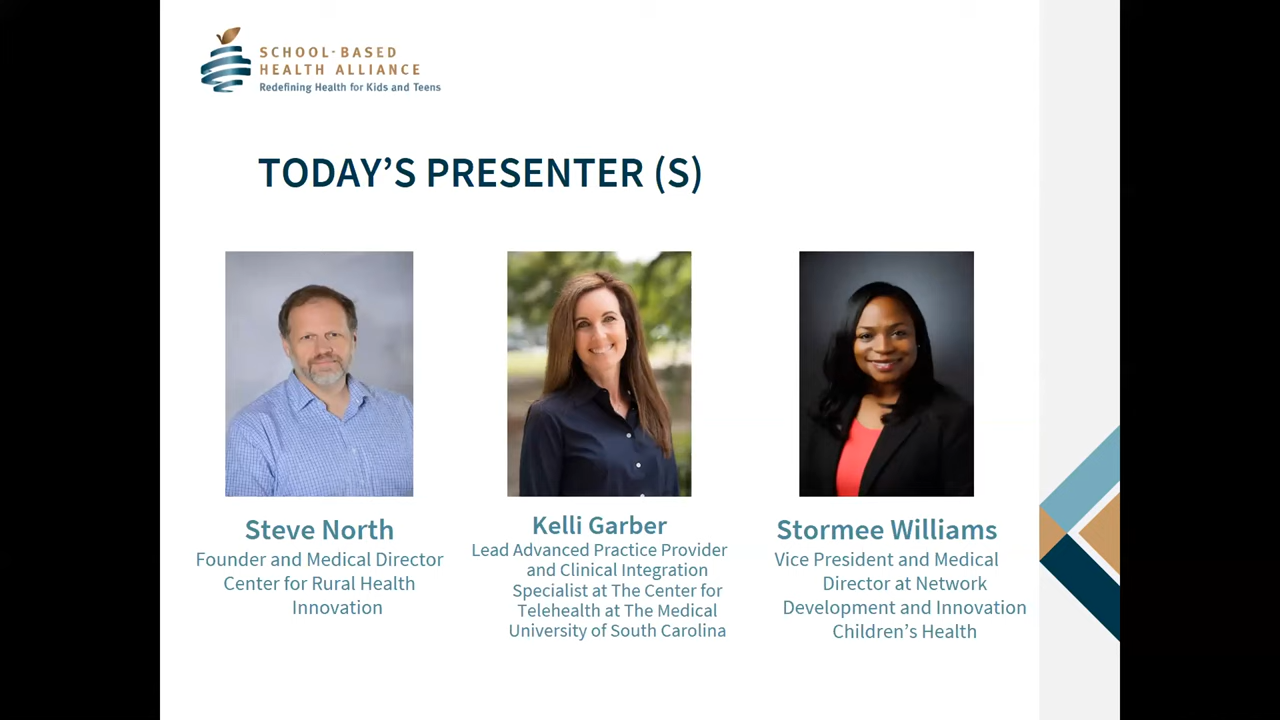 SCHOOL-BASED
HEALTH ALLIANCE
Redefining Health for Kids and Teens
TODAY’S PRESENTER (S)
Steve North
Founder and Medical Director
Center for Rural Health
Innovation
Kelli Garber
Lead Advanced Practice Provider
and Clinical Integration
Specialist at The Center for
Telehealth at The Medical
University of South Carolina
Stormee Williams
Vice President and Medical
Director at Network
Development and Innovation
Children’s Health